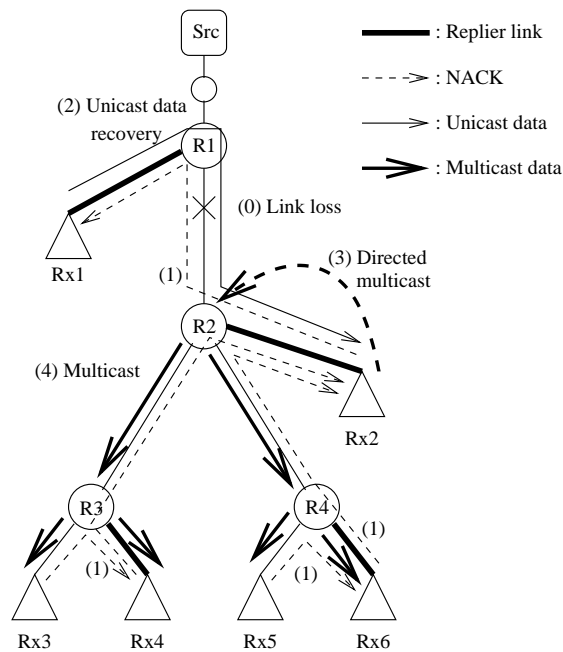 Src
: Replier link
: NACK
: Unicast data
: Multicast data
(2) Unicast data
recovery
R1
(0) Link loss
Rx1
(1)
(3) Directed
multicast
R2
(4) Multicast
Rx2
R3
R4
(1)
(1)
(1)
Rx3
Rx4
Rx5
Rx6